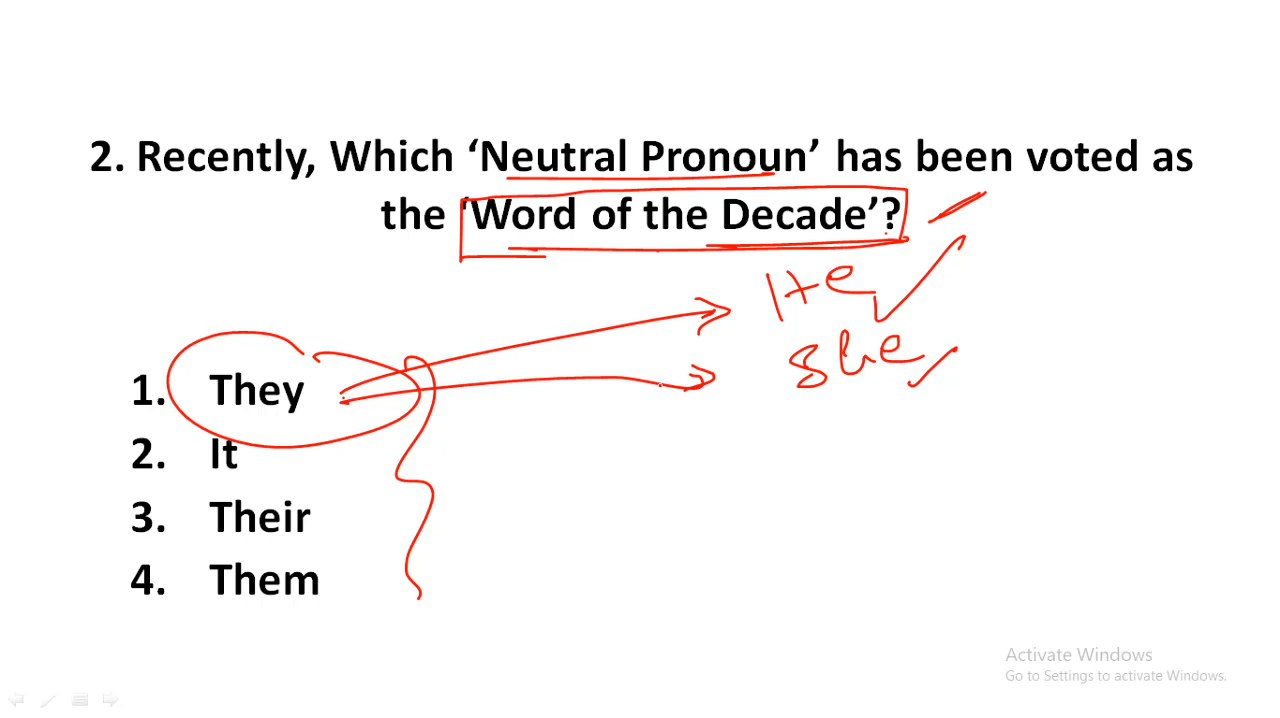 2. Recently, Which ‘Neutral Pronoun’ has been voted as
the ‘Word of the Decade’?
He
She
1. They
2. It
3. Their
4. Them
Activate Windows
Go to Settings to activate Windows.